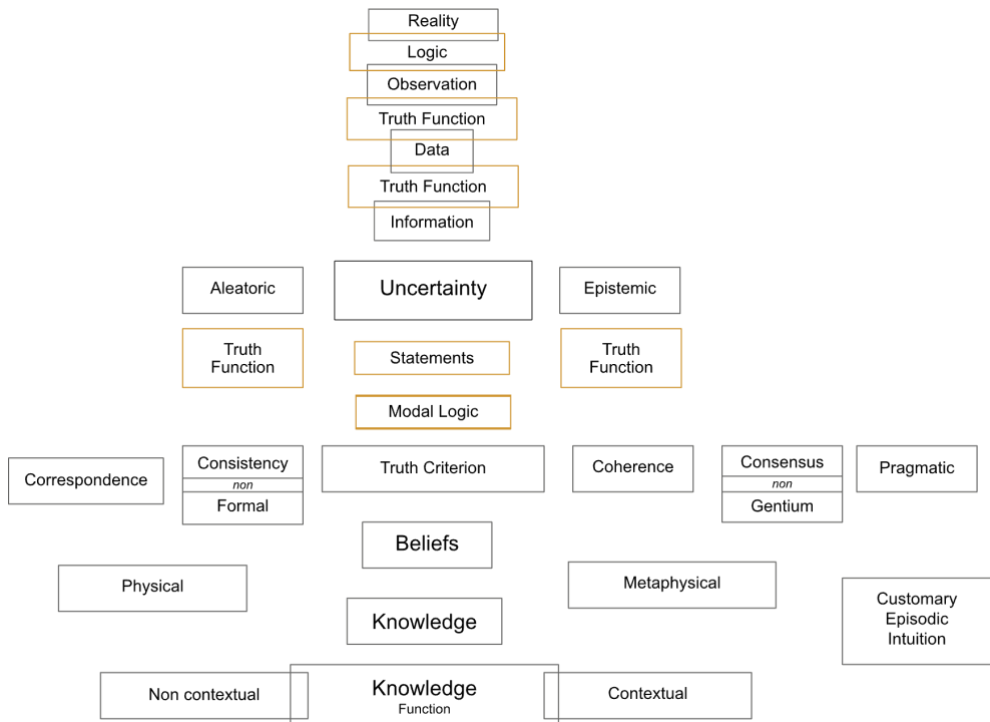 Reality
Logic
Observation
Truth Function
Data
Truth Function
Information
Aleatoric
Uncertainty
Epistemic
Truth
Function
Statements
Truth
Function
Modal Logic
Correspondence
Consistency
non
Formal
Truth Criterion
Coherence
Consensus
non
Gentium
Pragmatic
Beliefs
Physical
Metaphysical
Customary
Episodic
Intuition
Knowledge
Non contextual
Knowledge
Function
Contextual